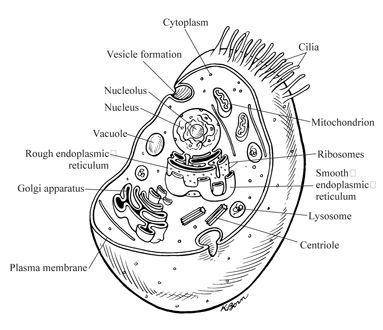 Cytoplasm
Cilia
Vesicle formation
Nucleolus
Nucleus
Mitochondrion
Vacuole
Rough endoplasmic
reticulum
Ribosomes
Smooth
endoplasmic
reticulum
Golgi apparatus
Lysosome
Centriole
Plasma membrane